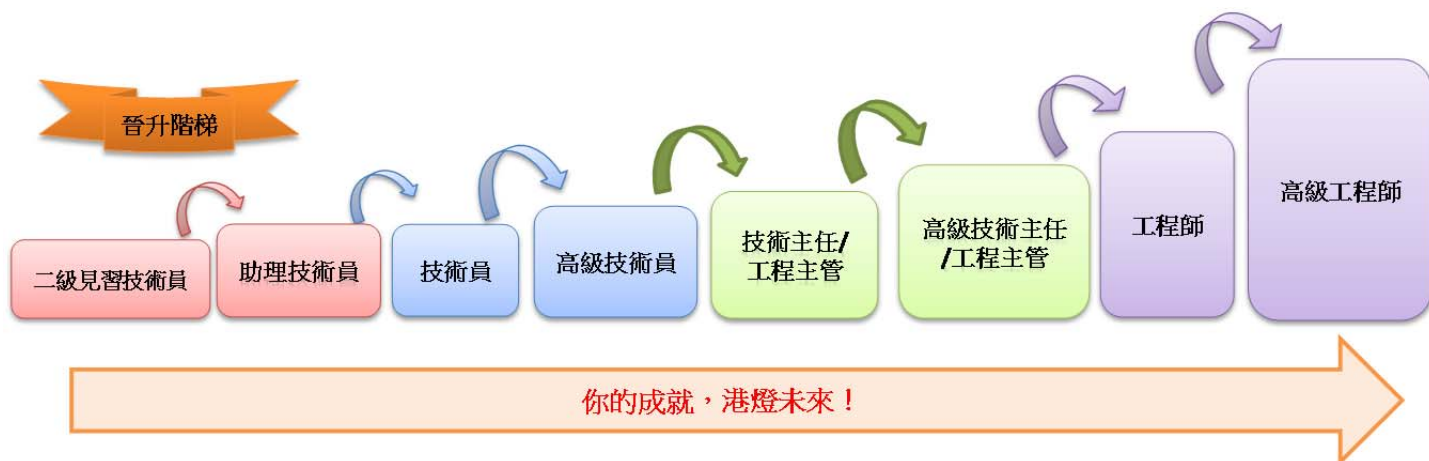 晉升階梯
二級見習技術員
助理技術員
技術員
高級技術員
技術主任/
工程主管
高級技術主任
/工程主管
工程師
高級工程師
你的成就，港燈未來！